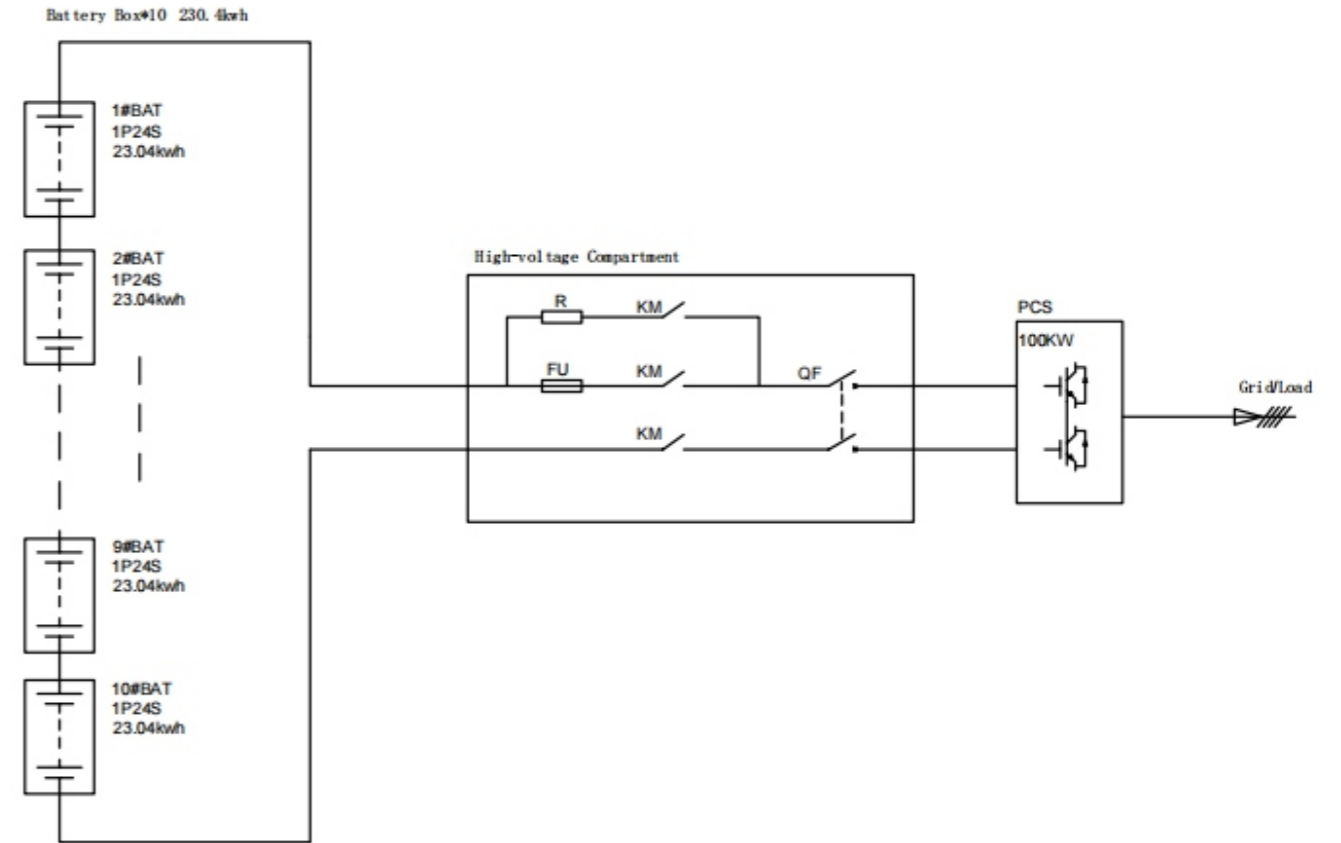 Battery Box*10 230.4kwh
1#BAT
1P24S
23.04kwh
2#BAT
1P24S
23.04kwh
9#BAT
1P24S
23.04kwh
10#BAT
1P24S
23.04kwh
High-voltage Compartment
R
KM
FU
KM
QF
KM
PCS
100KW
Grid/Load